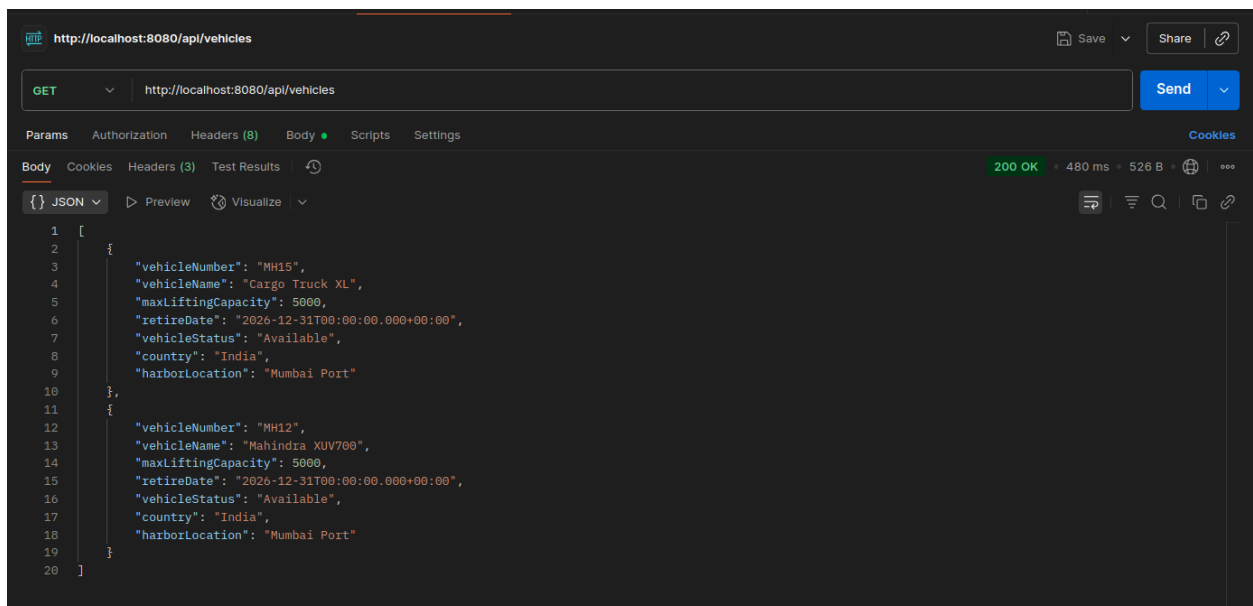 HTTP http://localhost:8080/api/vehicles Save Share
GET http://localhost:8080/api/vehicles Send
Params Authorization Headers (8) Body Scripts Settings Cookies
Body Cookies Headers (3) Test Results 200 OK 480 ms 526 B
{} JSON Preview Visualize
1 [
2 {
3 "vehicleNumber": "MH15",
4 "vehicleName": "Cargo Truck XL",
5 "maxLiftingCapacity": 5000,
6 "retireDate": "2026-12-31T00:00:00.000+00:00",
7 "vehicleStatus": "Available",
8 "country": "India",
9 "harborLocation": "Mumbai Port"
10 },
11 {
12 "vehicleNumber": "MH12",
13 "vehicleName": "Mahindra XUV700",
14 "maxLiftingCapacity": 5000,
15 "retireDate": "2026-12-31T00:00:00.000+00:00",
16 "vehicleStatus": "Available",
17 "country": "India",
18 "harborLocation": "Mumbai Port"
19 }
20 ]